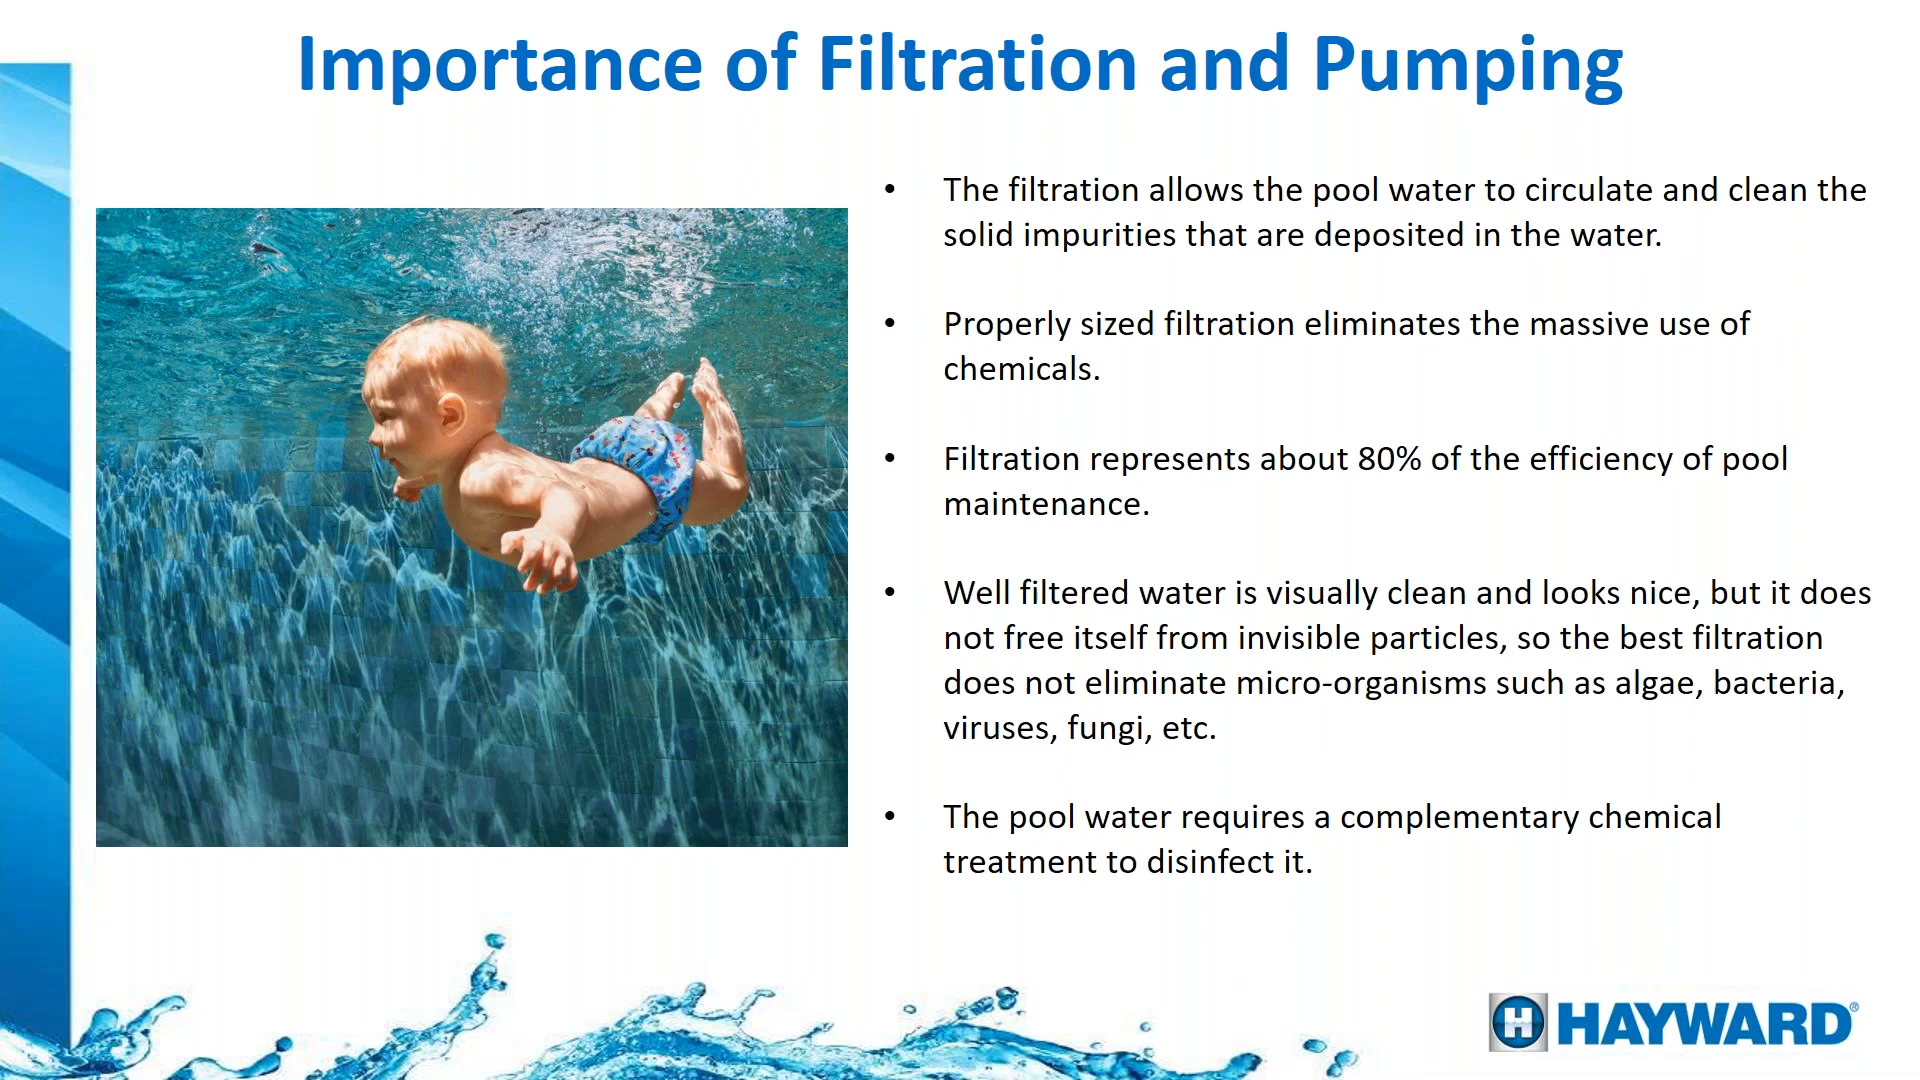 Importance of Filtration and Pumping
• The filtration allows the pool water to circulate and clean the
solid impurities that are deposited in the water.
• Properly sized filtration eliminates the massive use of
chemicals.
• Filtration represents about 80% of the efficiency of pool
maintenance.
• Well filtered water is visually clean and looks nice, but it does
not free itself from invisible particles, so the best filtration
does not eliminate micro-organisms such as algae, bacteria,
viruses, fungi, etc.
• The pool water requires a complementary chemical
treatment to disinfect it.
H HAYWARD®